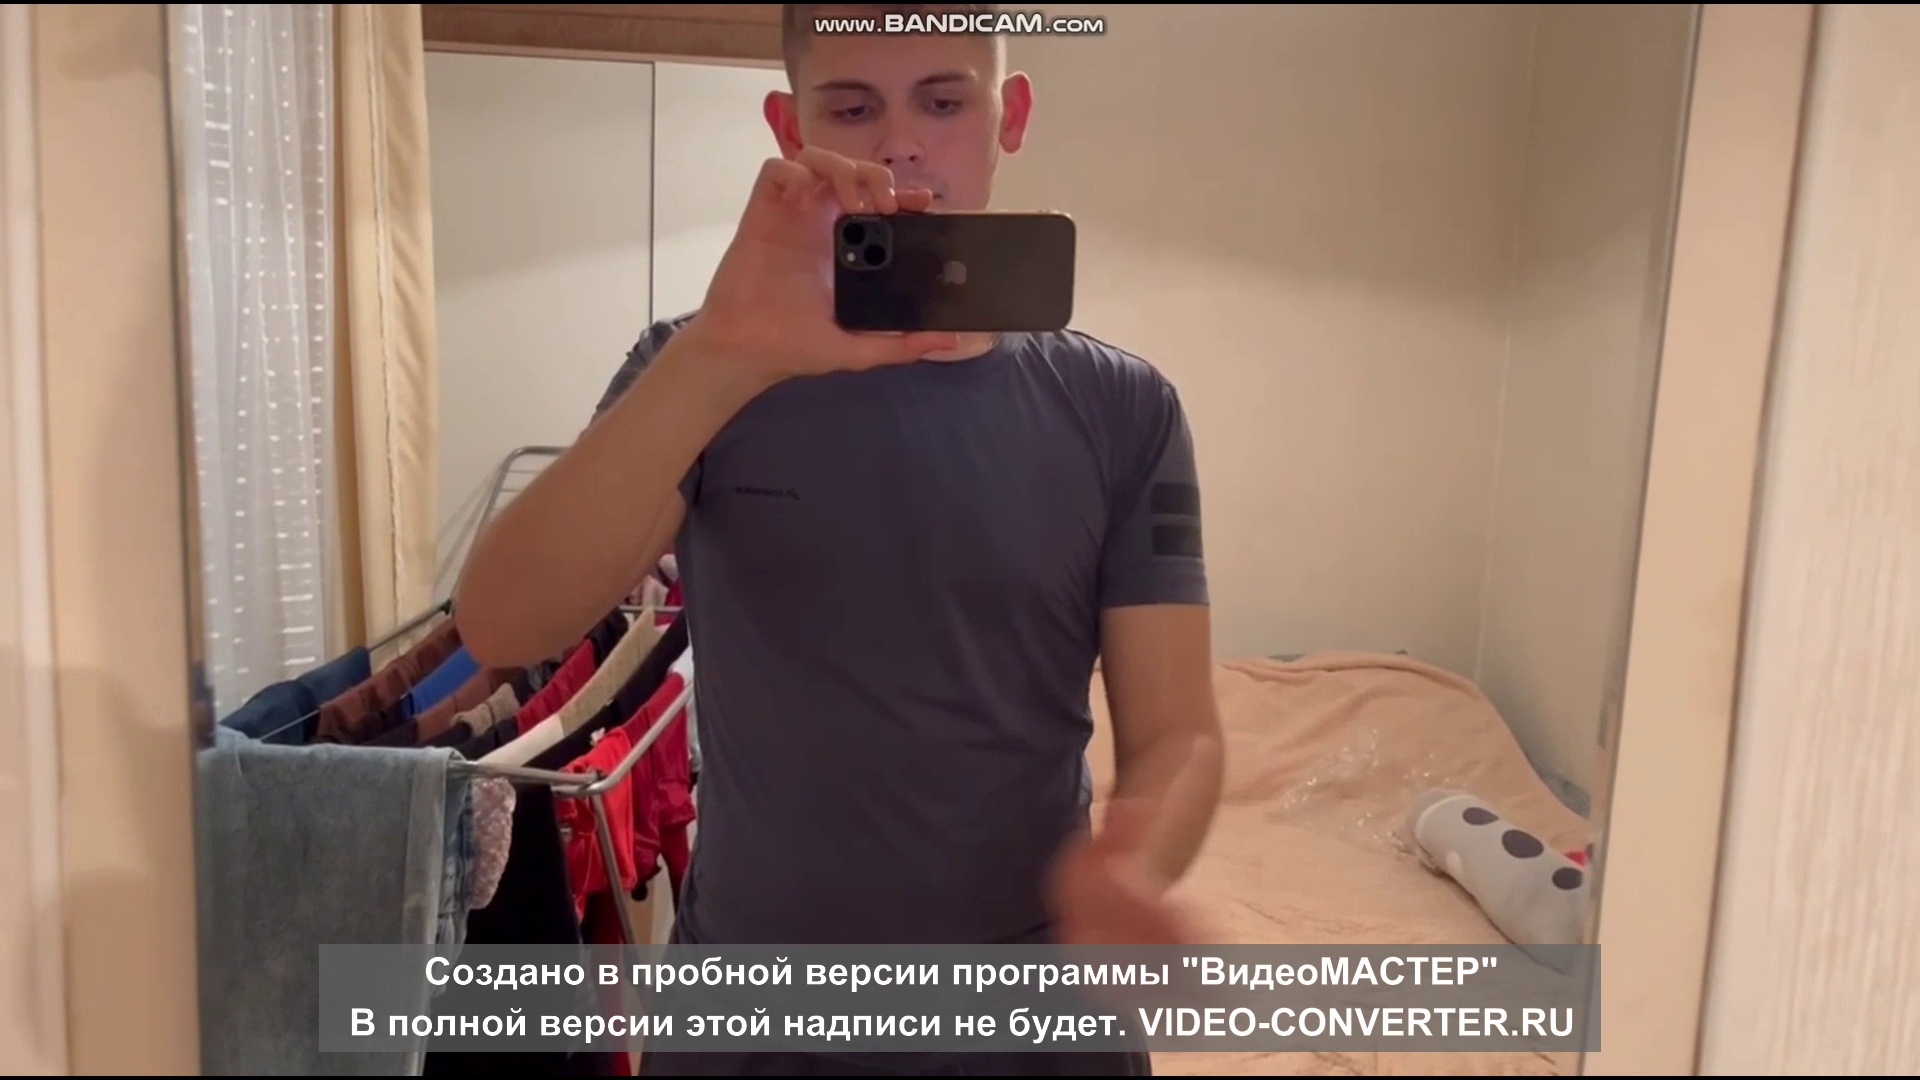 www.BANDICAM.com
Создано в пробной версии программы "ВидеоМАСТЕР"
В полной версии этой надписи не будет. VIDEO-CONVERTER.RU